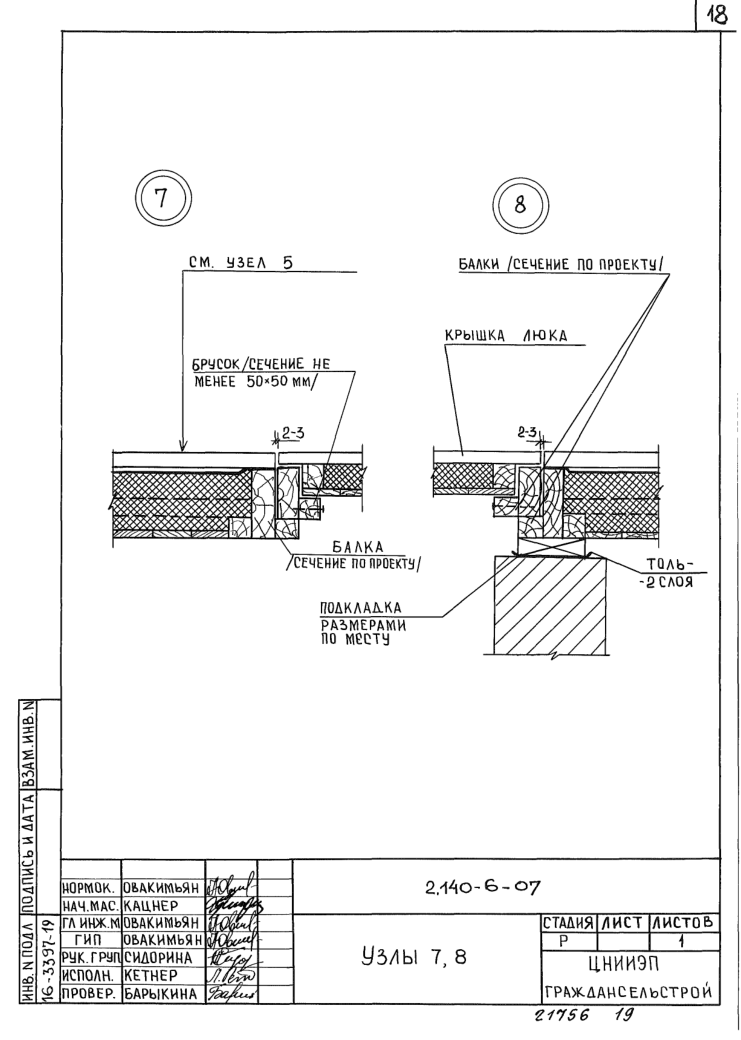 18
7
8
СМ. УЗЕЛ 5
БАЛКИ /СЕЧЕНИЕ ПО ПРОЕКТУ/
КРЫШКА ЛЮКА
БРУСОК/СЕЧЕНИЕ НЕ
МЕНЕЕ 50×50 ММ/
2-3
2-3
БАЛКА
/СЕЧЕНИЕ ПО ПРОЕКТУ/
ТОЛЬ-
-2 СЛОЯ
ПОДКЛАДКА
РАЗМЕРАМИ
ПО МЕСТУ
ВЗАМ. ИНВ. N
ПОДПИСЬ И ДАТА
ИНВ. N ПОДЛ
16-3397-19
НОРМОК. ОВАКИМЬЯН
НАЧ. МАС. КАЦНЕР
ГЛ ИНЖ. М ОВАКИМЬЯН
ГИП ОВАКИМЬЯН
РУК. ГРУП СИДОРИНА
ИСПОЛН. КЕТНЕР
ПРОВЕР. БАРЫКИНА
2.140-6-07
УЗЛЫ 7, 8
СТАДИЯ ЛИСТ ЛИСТОВ
Р 1
ЦНИИЭП
ГРАЖДАНСЕЛЬСТРОЙ
21756 19